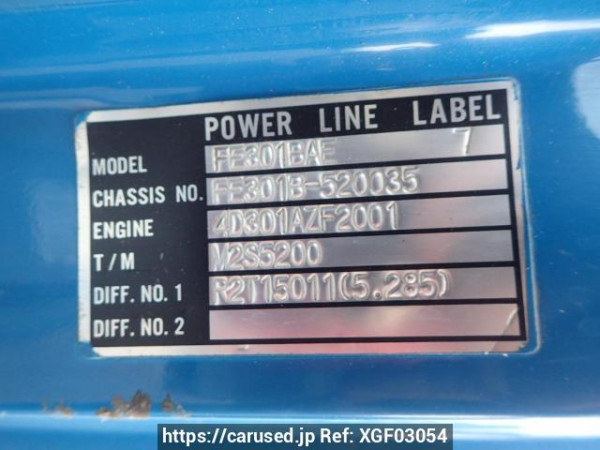 POWER LINE LABEL
MODEL FE301BAE 7
CHASSIS NO. FE301B-520035
ENGINE 4D301AZF2001
T/M M2S5200
DIFF. NO. 1 R2T15011(5.285)
DIFF. NO. 2
https://carused.jp Ref: XGF03054